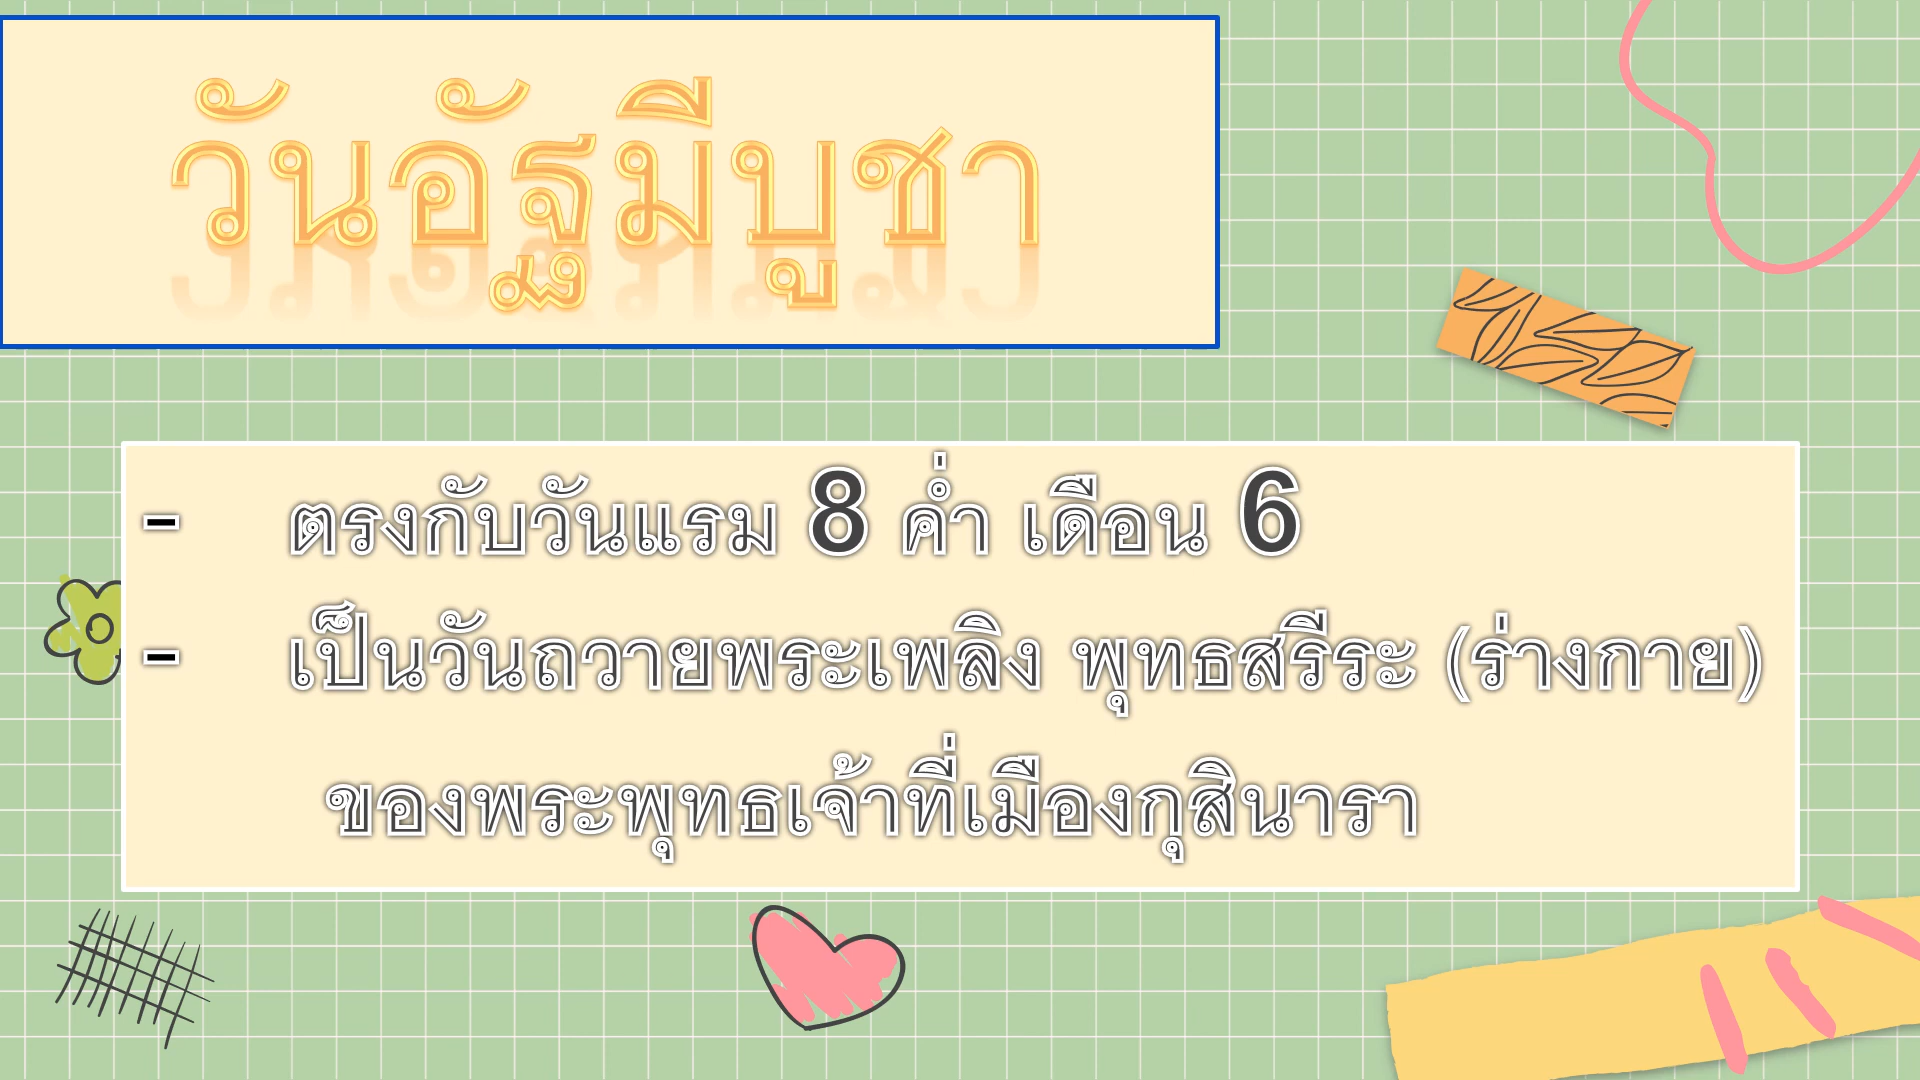 วันอัฐมีบูชา
- ตรงกับวันแรม 8 ค่ำ เดือน 6
- เป็นวันถวายพระเพลิง พุทธสรีระ (ร่างกาย)
ของพระพุทธเจ้าที่เมืองกุสินารา